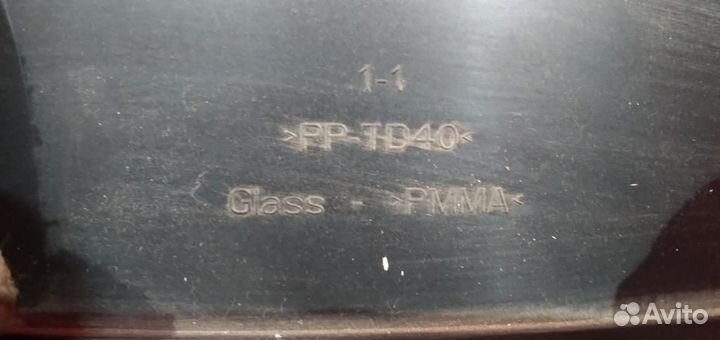 1-1
>PP-TD40<
Glass - >PMMA<
Avito